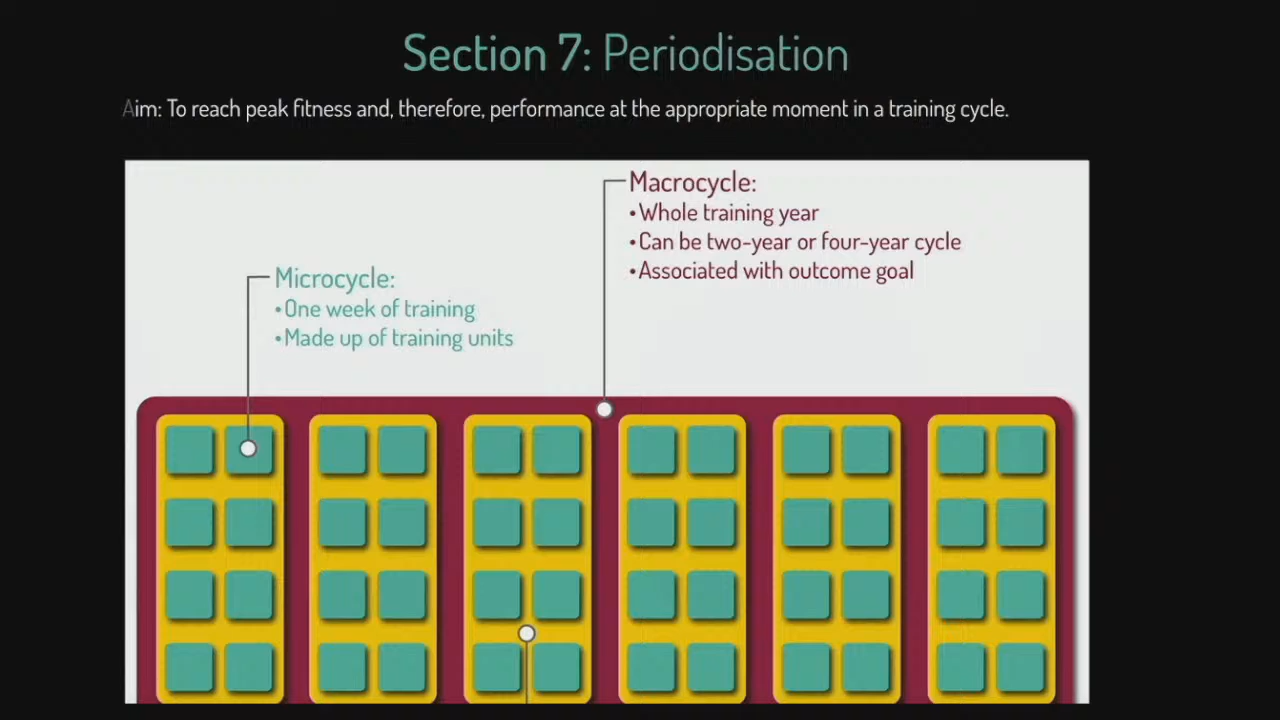 Section 7: Periodisation
Aim: To reach peak fitness and, therefore, performance at the appropriate moment in a training cycle.
Macrocycle:
•Whole training year
•Can be two-year or four-year cycle
•Associated with outcome goal
Microcycle:
•One week of training
•Made up of training units